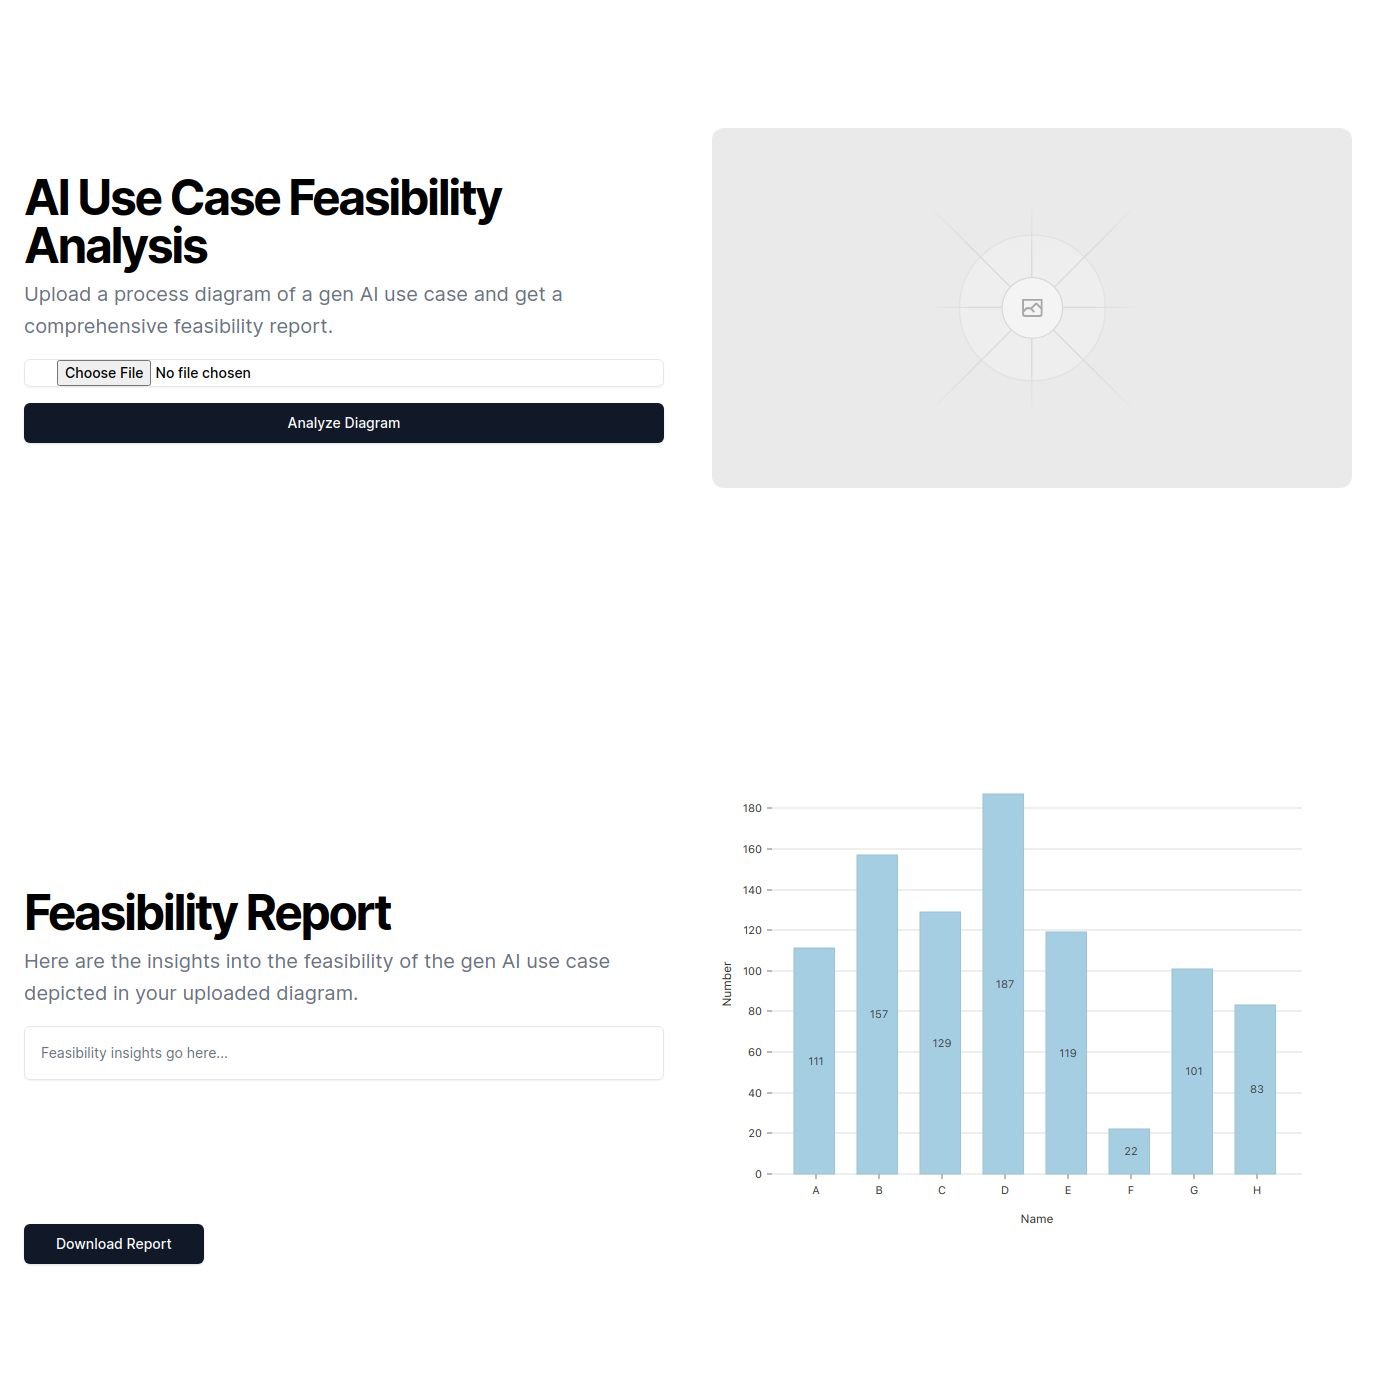 AI Use Case Feasibility
Analysis
Upload a process diagram of a gen AI use case and get a
comprehensive feasibility report.
Choose File No file chosen
Analyze Diagram
Feasibility Report
Here are the insights into the feasibility of the gen AI use case
depicted in your uploaded diagram.
Feasibility insights go here...
Download Report
180
160
140
120
100
80
60
40
20
0
Number
111
157
129
187
119
22
101
83
A B C D E F G H
Name